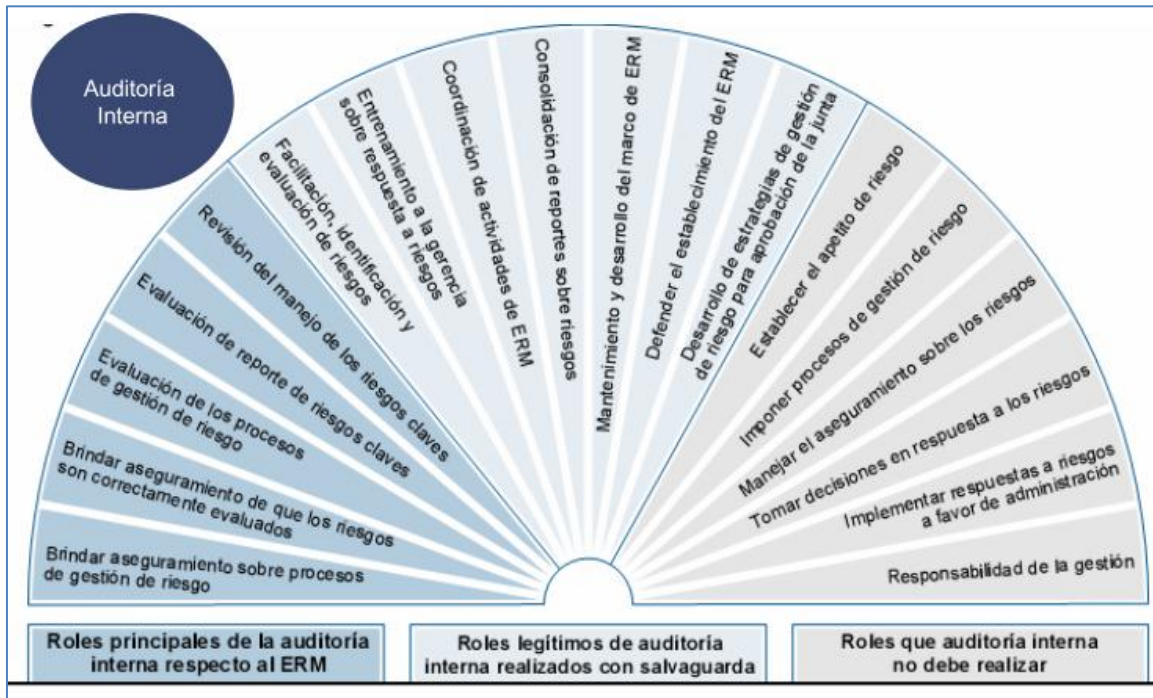 Auditoría
Interna
Brindar aseguramiento sobre procesos
de gestión de riesgo
Brindar aseguramiento de que los riesgos
son correctamente evaluados
Evaluación de los procesos
de gestión de riesgo
Evaluación de reporte de riesgos claves
Revisión del manejo de los riesgos claves
Facilitación, identificación y
evaluación de riesgos
Entrenamiento a la gerencia
sobre respuesta a riesgos
Coordinación de actividades de ERM
Consolidación de reportes sobre riesgos
Mantenimiento y desarrollo del marco de ERM
Defender el establecimiento del ERM
Desarrollo de estrategias de gestión
de riesgo para aprobación de la junta
Establecer el apetito de riesgo
Imponer procesos de gestión de riesgo
Manejar el aseguramiento sobre los riesgos
Tomar decisiones en respuesta a los riesgos
Implementar respuestas a riesgos
a favor de administración
Responsabilidad de la gestión
Roles principales de la auditoría
interna respecto al ERM
Roles legítimos de auditoría
interna realizados con salvaguarda
Roles que auditoría interna
no debe realizar